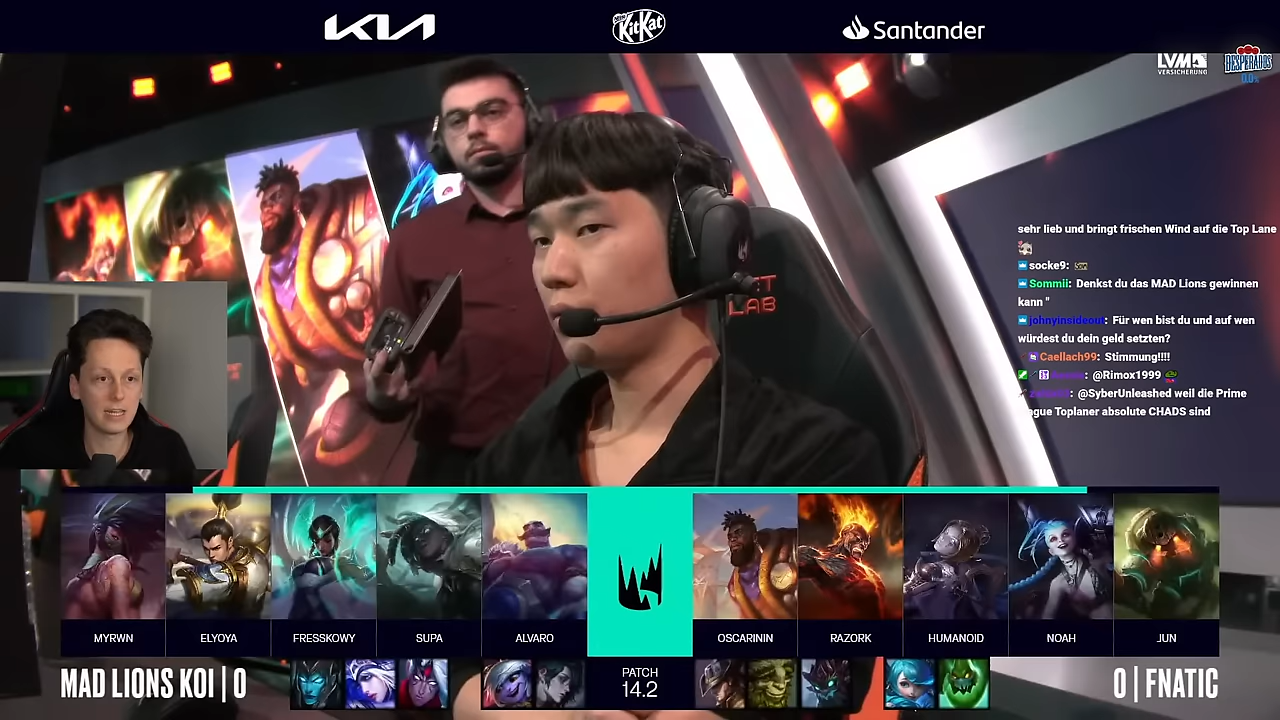 KIA
KitKat
Santander
LVM
VERSICHERUNG
DESPERADOS
0.0%
sehr lieb und bringt frischen Wind auf die Top Lane
socke9:
Sommii: Denkst du das MAD Lions gewinnen
kann "
johnyinsideout: Für wen bist du und auf wen
würdest du dein geld setzten?
Caellach99: Stimmung!!!!
: @Rimox1999
: @SyberUnleashed weil die Prime
ague Toplaner absolute CHADS sind
LAB
MYRWN
ELYOYA
FRESSKOWY
SUPA
ALVARO
OSCARININ
RAZORK
HUMANOID
NOAH
JUN
MAD LIONS KOI | 0
PATCH
14.2
0 | FNATIC